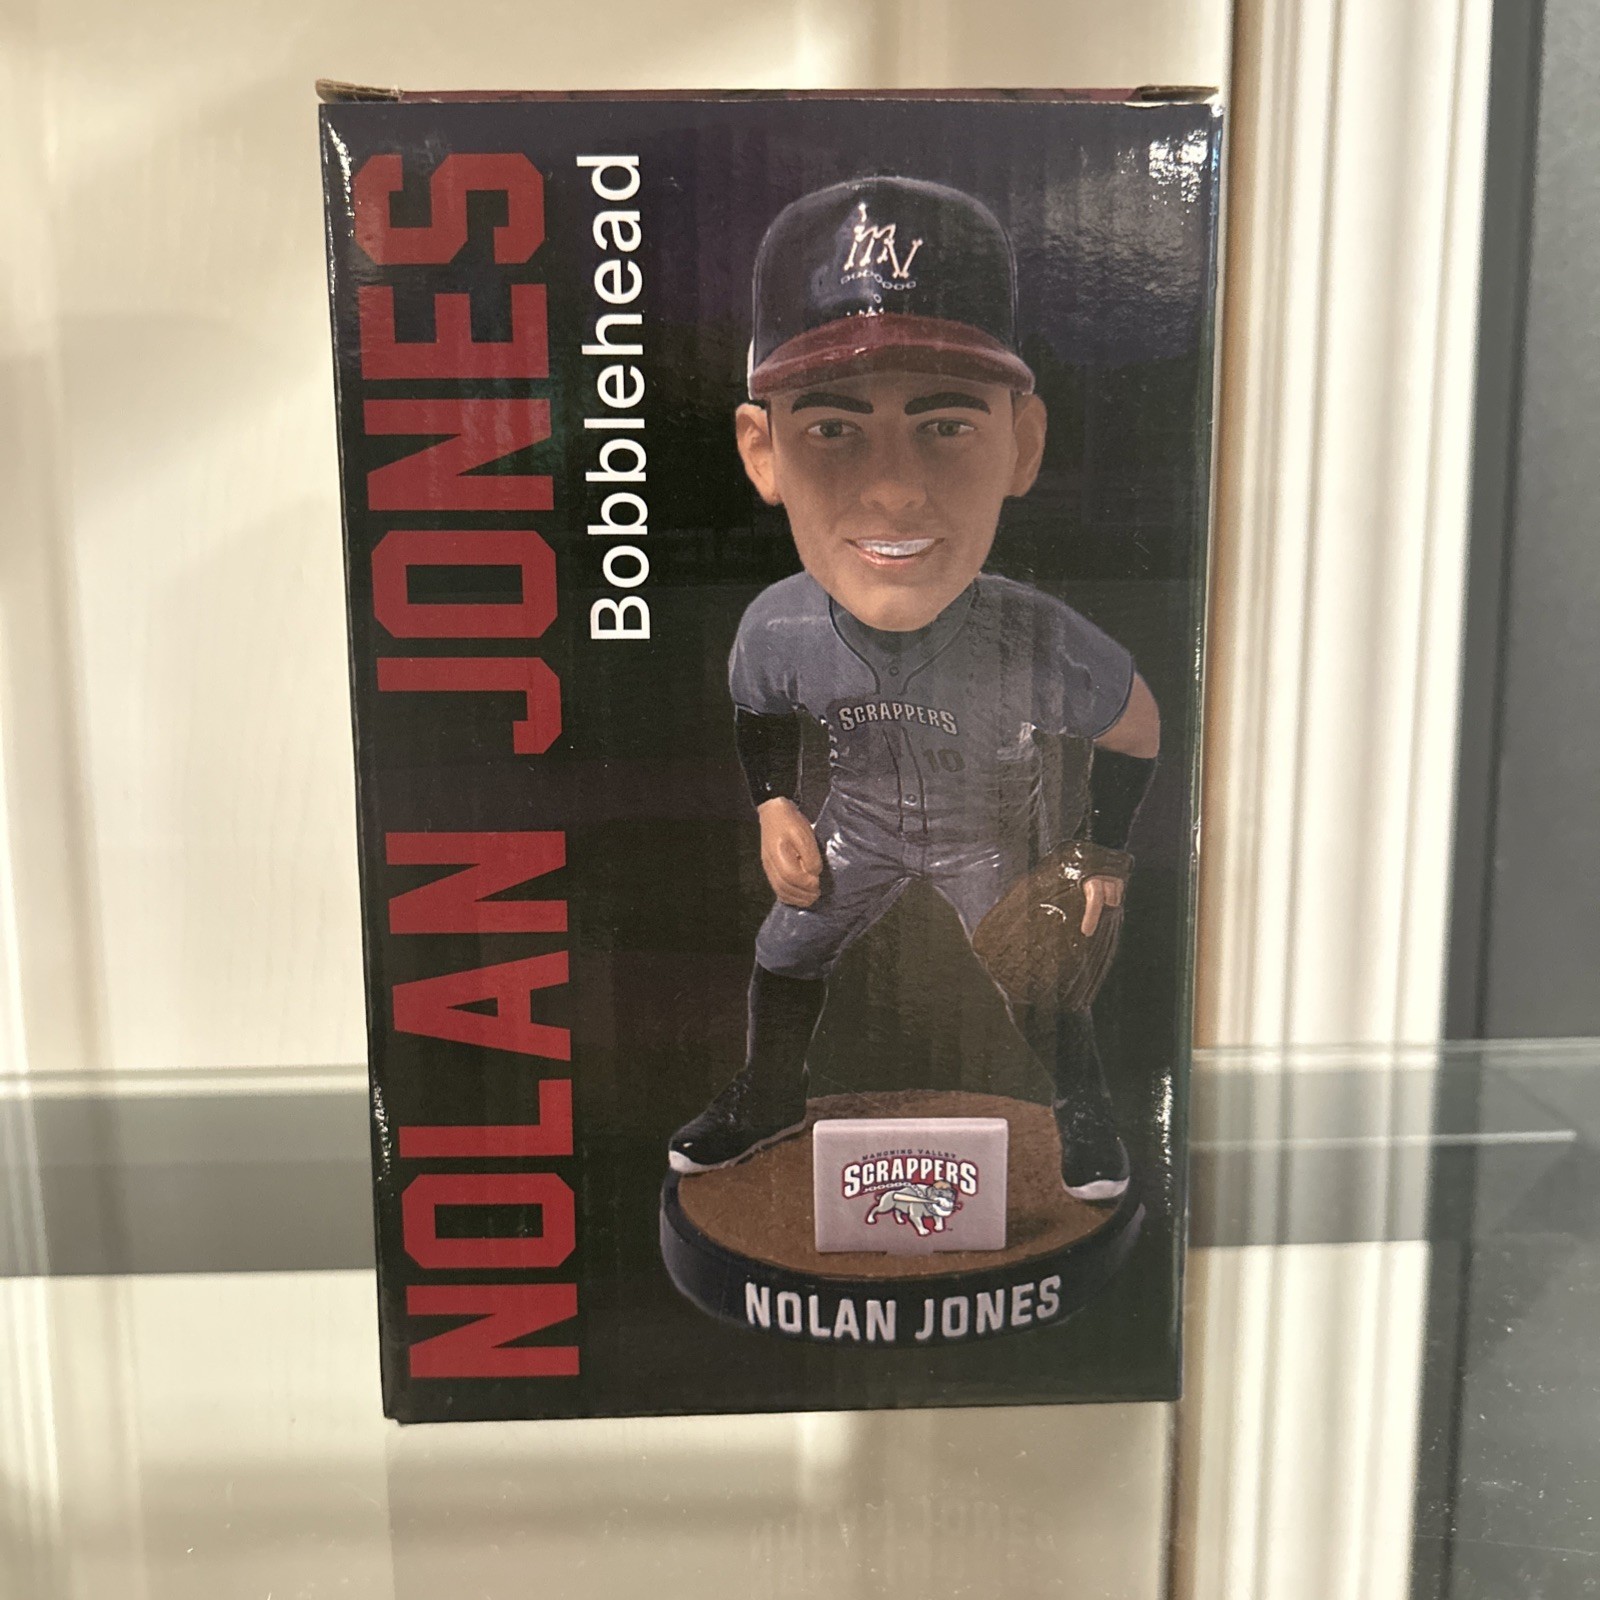 NOLAN JONES
Bobblehead
MV
SCRAPPERS
10
MAHONING VALLEY
SCRAPPERS
NOLAN JONES